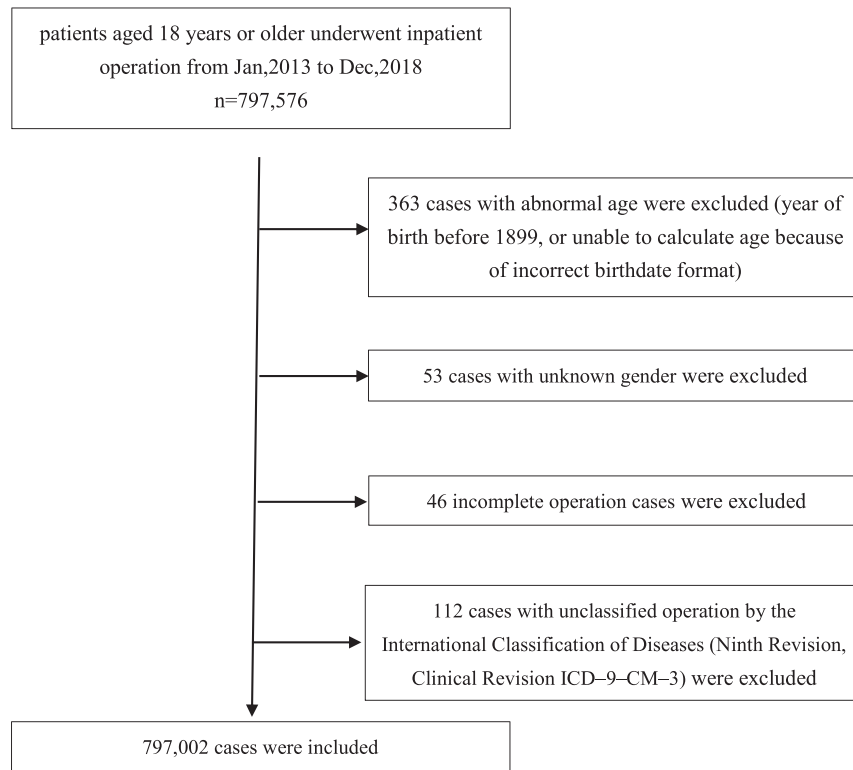 patients aged 18 years or older underwent inpatient
operation from Jan,2013 to Dec,2018
n=797,576
363 cases with abnormal age were excluded (year of
birth before 1899, or unable to calculate age because
of incorrect birthdate format)
53 cases with unknown gender were excluded
46 incomplete operation cases were excluded
112 cases with unclassified operation by the
International Classification of Diseases (Ninth Revision,
Clinical Revision ICD–9–CM–3) were excluded
797,002 cases were included